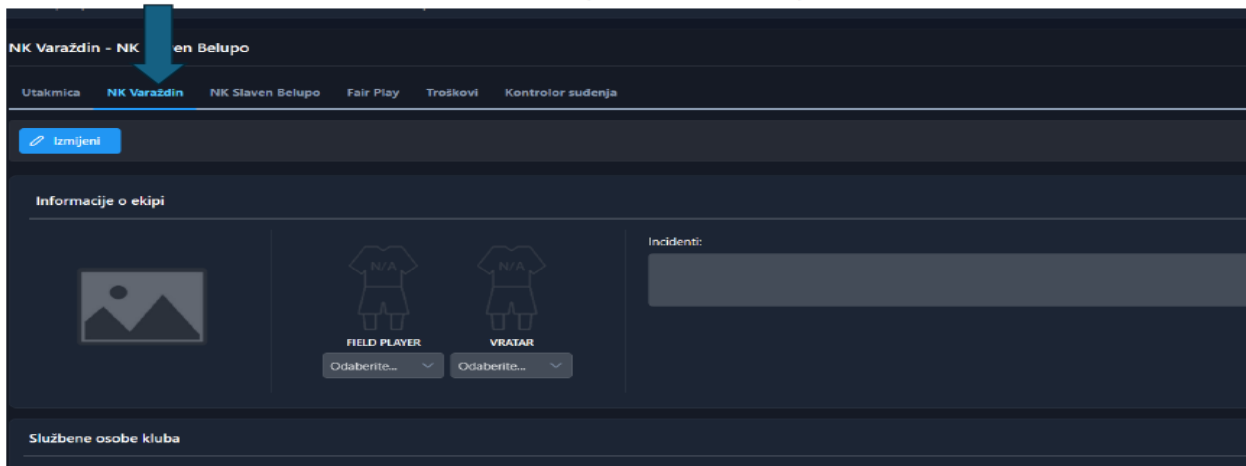 NK Varaždin - NK en Belupo
Utakmica NK Varaždin NK Slaven Belupo Fair Play Troškovi Kontrolor suđenja
Izmijeni
Informacije o ekipi
Incidenti:
N/A N/A
FIELD PLAYER VRATAR
Odaberite... Odaberite...
Službene osobe kluba